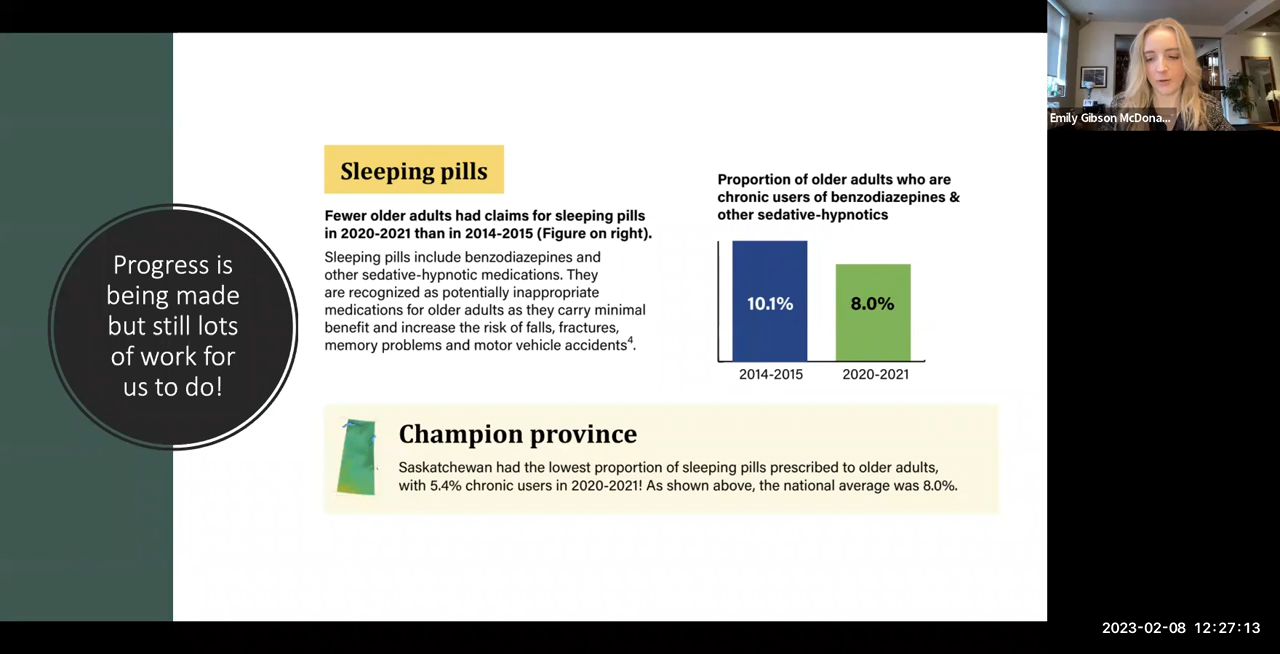 Progress is
being made
but still lots
of work for
us to do!
Sleeping pills
Fewer older adults had claims for sleeping pills
in 2020-2021 than in 2014-2015 (Figure on right).
Sleeping pills include benzodiazepines and
other sedative-hypnotic medications. They
are recognized as potentially inappropriate
medications for older adults as they carry minimal
benefit and increase the risk of falls, fractures,
memory problems and motor vehicle accidents⁴.
Proportion of older adults who are
chronic users of benzodiazepines &
other sedative-hypnotics
10.1%
8.0%
2014-2015
2020-2021
Champion province
Saskatchewan had the lowest proportion of sleeping pills prescribed to older adults,
with 5.4% chronic users in 2020-2021! As shown above, the national average was 8.0%.
Emily Gibson McDona...
2023-02-08 12:27:13